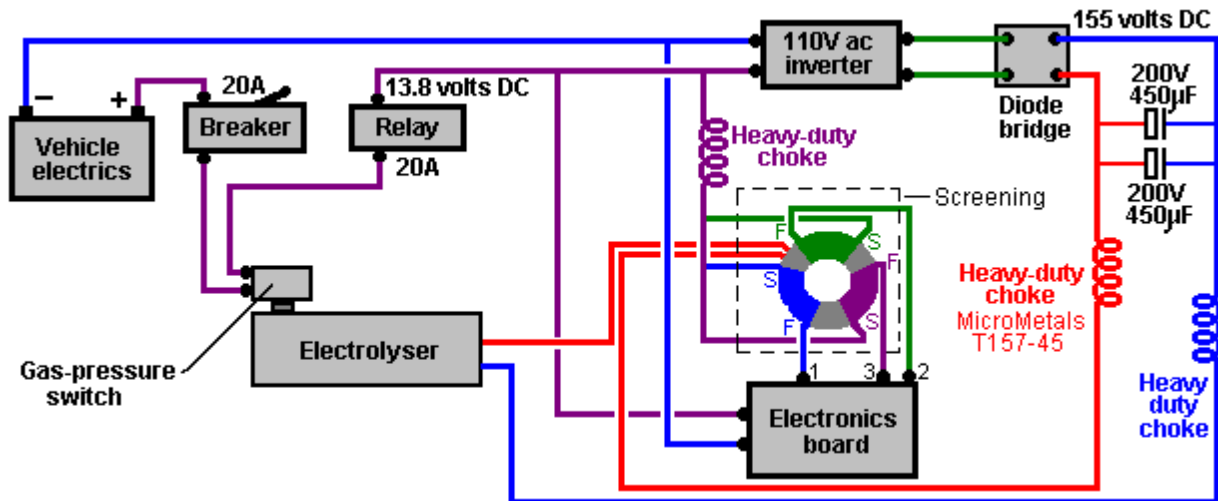 155 volts DC
110V ac
inverter
200V
450µF
Diode
bridge
200V
450µF
−
+
20A
Breaker
13.8 volts DC
Relay
20A
Vehicle
electrics
Heavy-duty
choke
Screening
F
S
F
S
F
S
Heavy-duty
choke
MicroMetals
T157-45
Heavy
duty
choke
Electrolyser
Gas-pressure
switch
1
3
2
Electronics
board